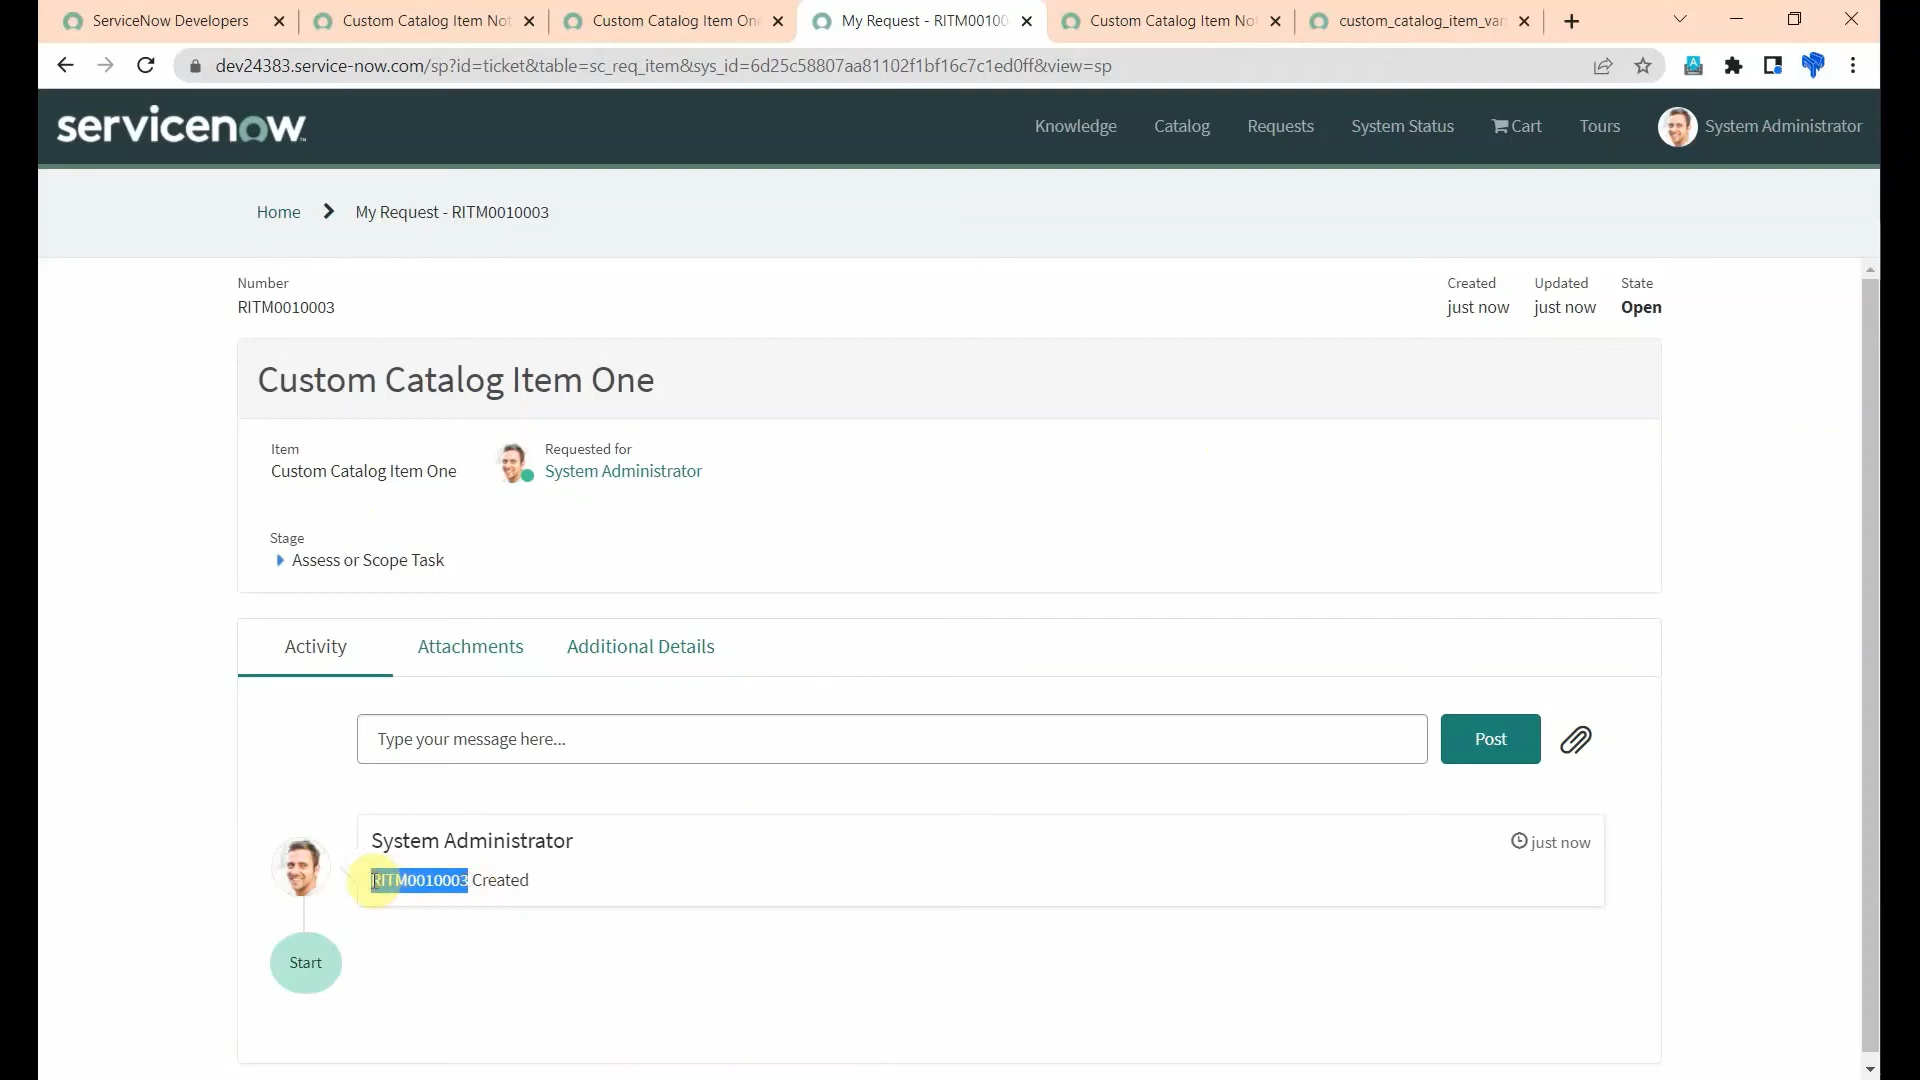 ServiceNow Developers
Custom Catalog Item Not
Custom Catalog Item One
My Request - RITM00100
Custom Catalog Item Not
custom_catalog_item_var
dev24383.service-now.com/sp?id=ticket&table=sc_req_item&sys_id=6d25c58807aa81102f1bf16c7c1ed0ff&view=sp
servicenow
Knowledge
Catalog
Requests
System Status
Cart
Tours
System Administrator
Home
My Request - RITM0010003
Number
RITM0010003
Created
just now
Updated
just now
State
Open
Custom Catalog Item One
Item
Custom Catalog Item One
Requested for
System Administrator
Stage
Assess or Scope Task
Activity
Attachments
Additional Details
Type your message here...
Post
System Administrator
just now
RITM0010003 Created
Start